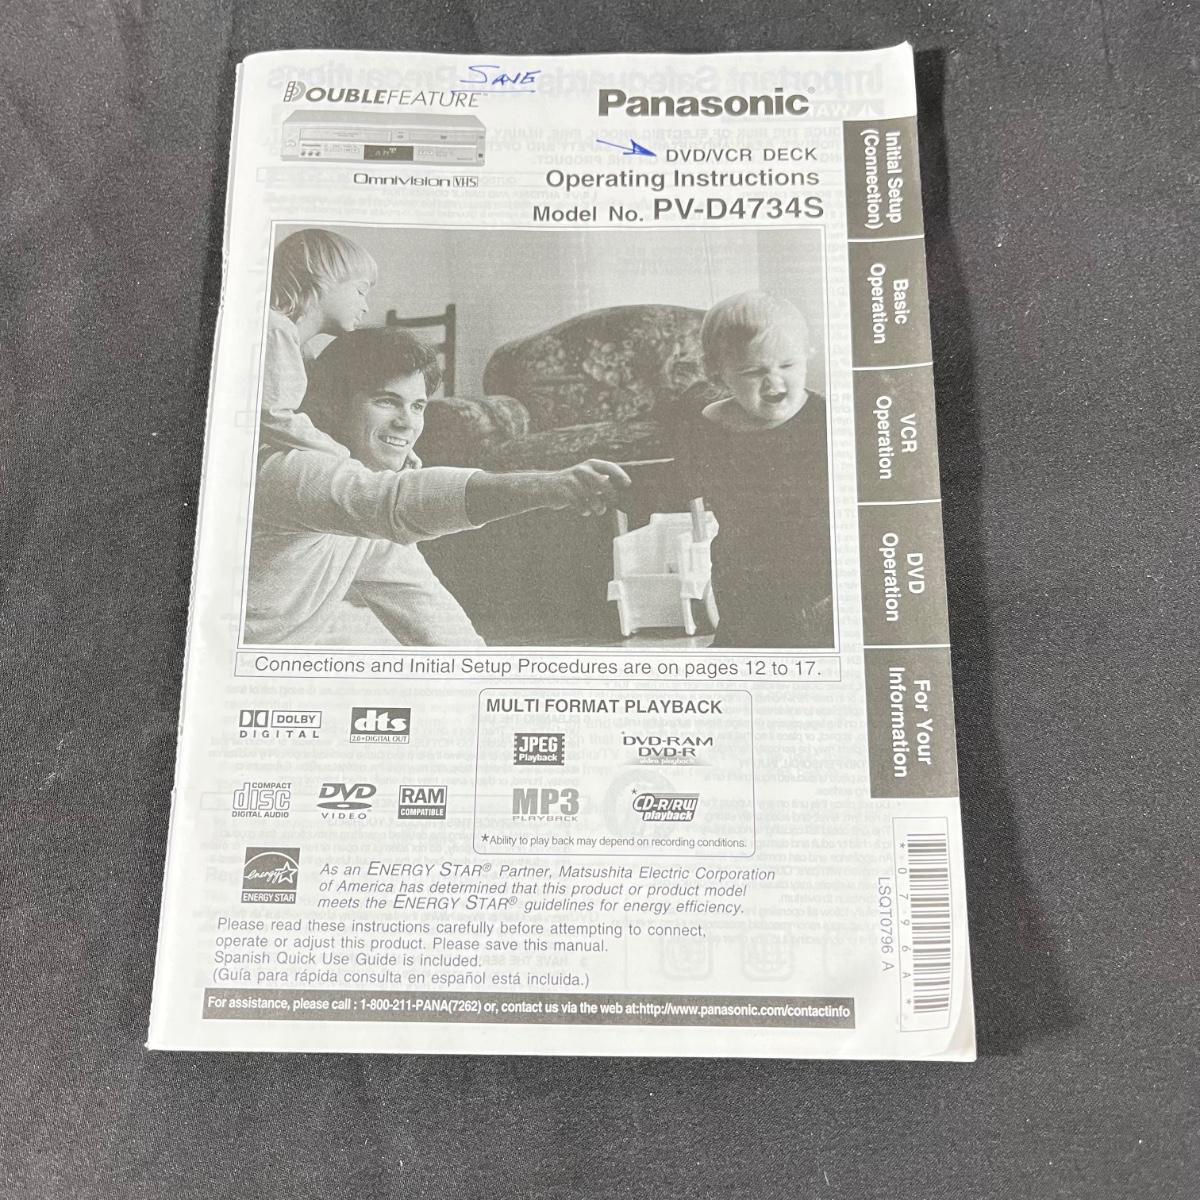 SAVE
DOUBLEFEATURE™
Panasonic®
DVD/VCR DECK
OmniVision VHS
Operating Instructions
Model No. PV-D4734S
Initial Setup
(Connection)
Basic
Operation
VCR
Operation
DVD
Operation
For Your
Information
Connections and Initial Setup Procedures are on pages 12 to 17.
DOLBY
DIGITAL
dts
2.0+DIGITAL OUT
COMPACT
disc
DIGITAL AUDIO
DVD
VIDEO
RAM
COMPATIBLE
MULTI FORMAT PLAYBACK
JPEG
Playback
*DVD-RAM
DVD-R
video playback
MP3
PLAYBACK
*CD-R/RW
playback
*Ability to play back may depend on recording conditions.
energy
ENERGY STAR
As an ENERGY STAR® Partner, Matsushita Electric Corporation
of America has determined that this product or product model
meets the ENERGY STAR® guidelines for energy efficiency.
Please read these instructions carefully before attempting to connect,
operate or adjust this product. Please save this manual.
Spanish Quick Use Guide is included.
(Guía para rápida consulta en español está incluida.)
For assistance, please call : 1-800-211-PANA(7262) or, contact us via the web at:http://www.panasonic.com/contactinfo
LSQT0796 A
*0796A*